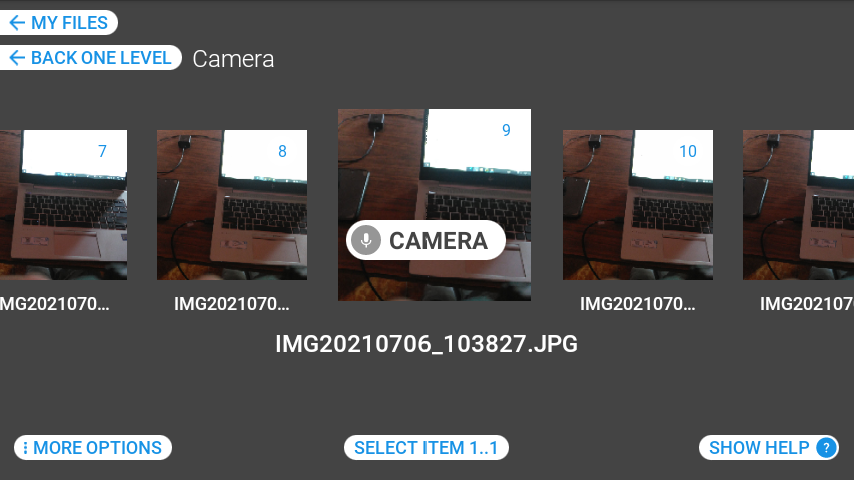 MY FILES
BACK ONE LEVEL Camera
7
8
9
10
CAMERA
MG2021070...
IMG2021070...
IMG2021070...
IMG2021070
IMG20210706_103827.JPG
MORE OPTIONS
SELECT ITEM 1..1
SHOW HELP ?